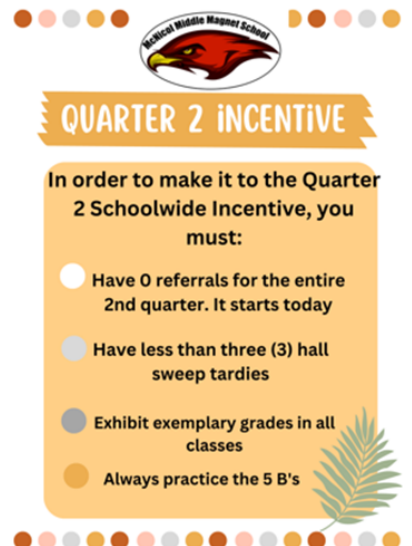 McNicol Middle Magnet School
QUARTER 2 iNCENTiVE
In order to make it to the Quarter
2 Schoolwide Incentive, you
must:
Have 0 referrals for the entire
2nd quarter. It starts today
Have less than three (3) hall
sweep tardies
Exhibit exemplary grades in all
classes
Always practice the 5 B's